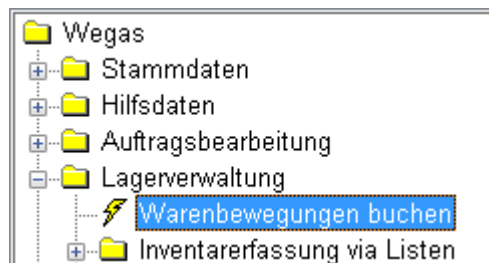 Wegas
Stammdaten
Hilfsdaten
Auftragsbearbeitung
Lagerverwaltung
Warenbewegungen buchen
Inventarerfassung via Listen